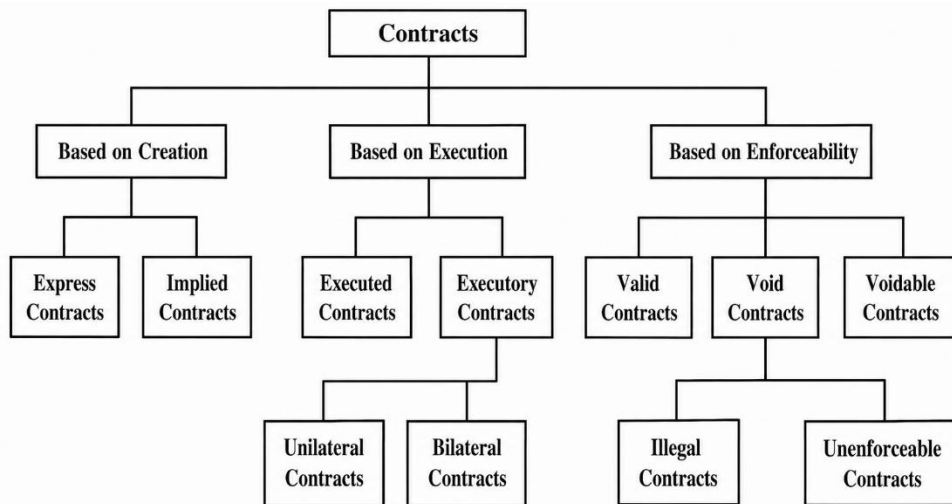 Contracts
Based on Creation
Based on Execution
Based on Enforceability
Express
Contracts
Implied
Contracts
Executed
Contracts
Executory
Contracts
Valid
Contracts
Void
Contracts
Voidable
Contracts
Unilateral
Contracts
Bilateral
Contracts
Illegal
Contracts
Unenforceable
Contracts